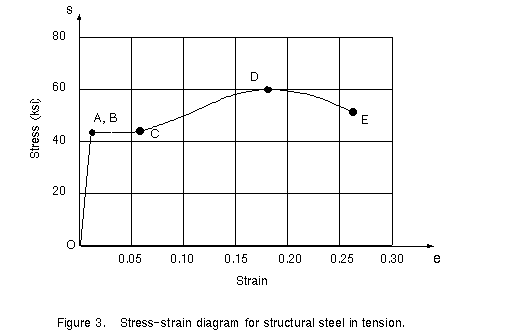 s
80
60
40
20
O
Stress (ksi)
A, B
C
D
E
0.05 0.10 0.15 0.20 0.25 0.30 e
Strain
Figure 3. Stress-strain diagram for structural steel in tension.